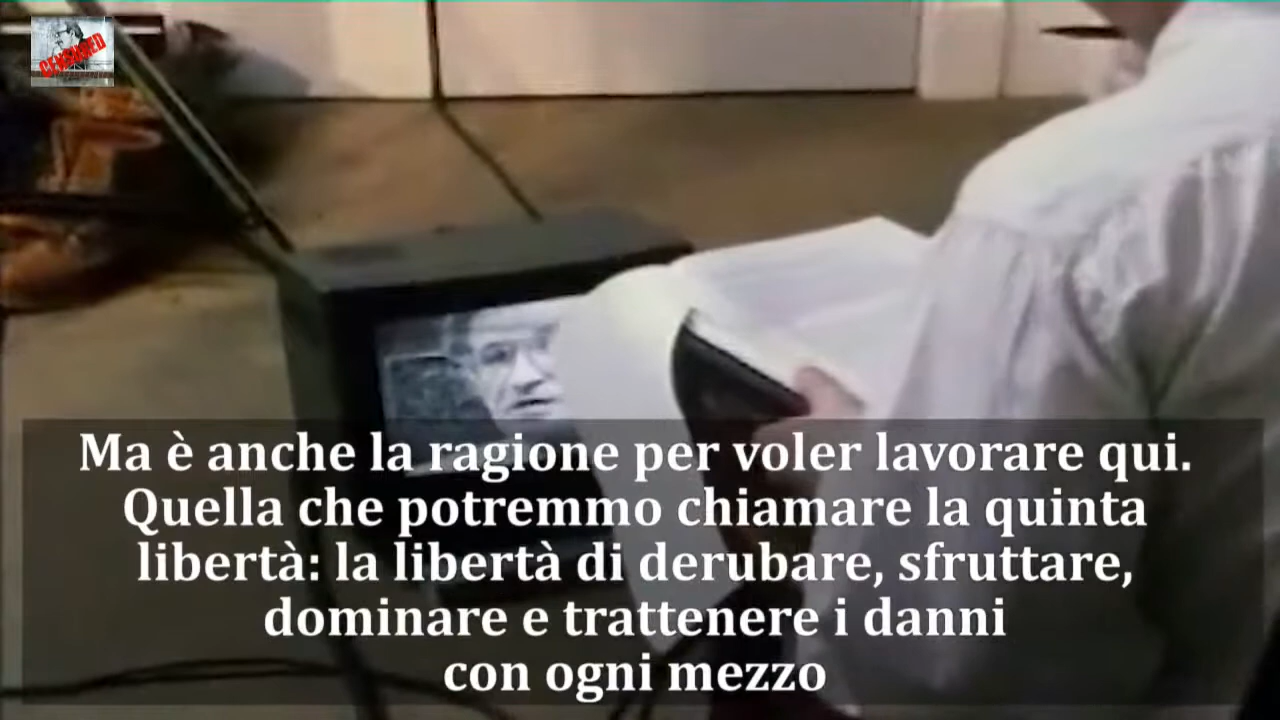 CENSORED
Ma è anche la ragione per voler lavorare qui.
Quella che potremmo chiamare la quinta
libertà: la libertà di derubare, sfruttare,
dominare e trattenere i danni
con ogni mezzo